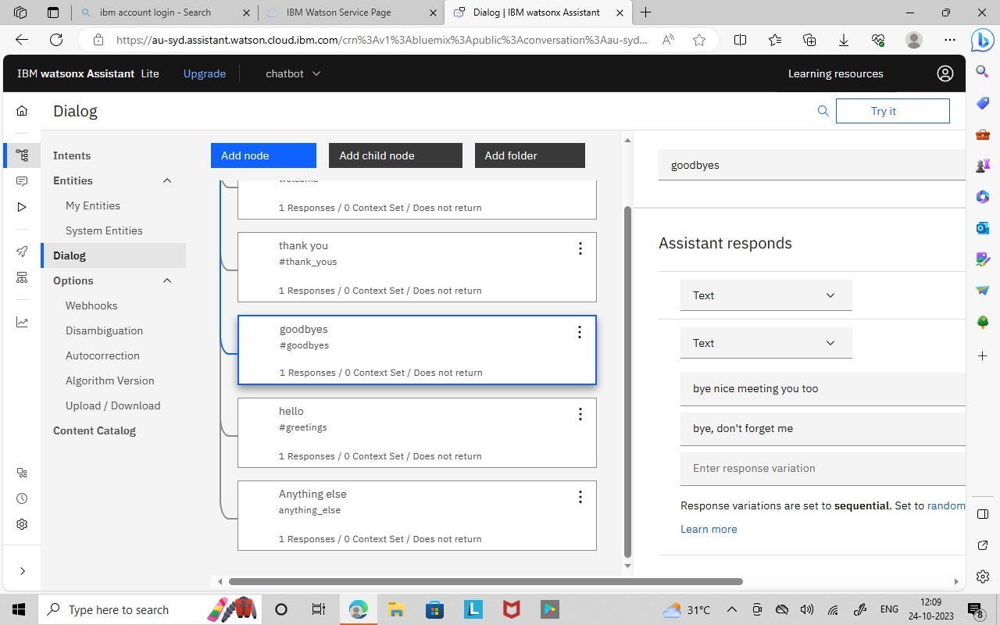 ibm account login - Search
IBM Watson Service Page
Dialog | IBM watsonx Assistant
https://au-syd.assistant.watson.cloud.ibm.com/crn%3Av1%3Abluemix%3Apublic%3Aconversation%3Aau-syd...
IBM watsonx Assistant Lite
Upgrade
chatbot
Learning resources
Dialog
Try it
Intents
Entities
My Entities
System Entities
Dialog
Options
Webhooks
Disambiguation
Autocorrection
Algorithm Version
Upload / Download
Content Catalog
Add node
Add child node
Add folder
welcome
1 Responses / 0 Context Set / Does not return
thank you
#thank_yous
1 Responses / 0 Context Set / Does not return
goodbyes
#goodbyes
1 Responses / 0 Context Set / Does not return
hello
#greetings
1 Responses / 0 Context Set / Does not return
Anything else
anything_else
1 Responses / 0 Context Set / Does not return
goodbyes
Assistant responds
Text
Text
bye nice meeting you too
bye, don't forget me
Enter response variation
Response variations are set to sequential. Set to random
Learn more
Type here to search
31°C
ENG
12:09
24-10-2023
8